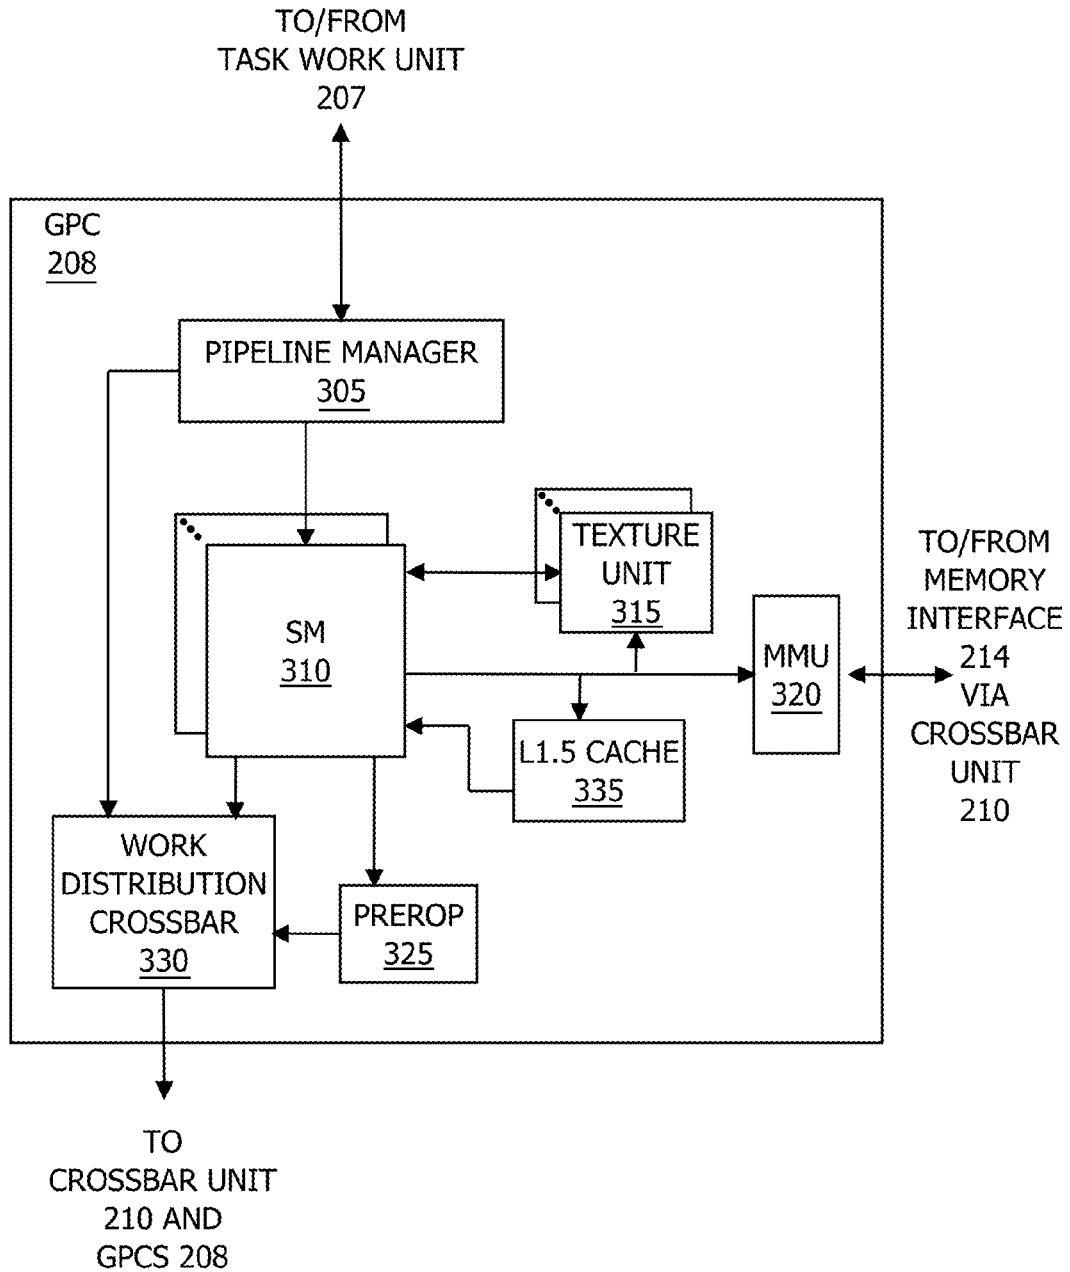 TO/FROM
TASK WORK UNIT
207
GPC
208
PIPELINE MANAGER
305
TEXTURE
UNIT
315
SM
310
MMU
320
TO/FROM
MEMORY
INTERFACE
214
VIA
CROSSBAR
UNIT
210
L1.5 CACHE
335
WORK
DISTRIBUTION
CROSSBAR
330
PREROP
325
TO
CROSSBAR UNIT
210 AND
GPCS 208